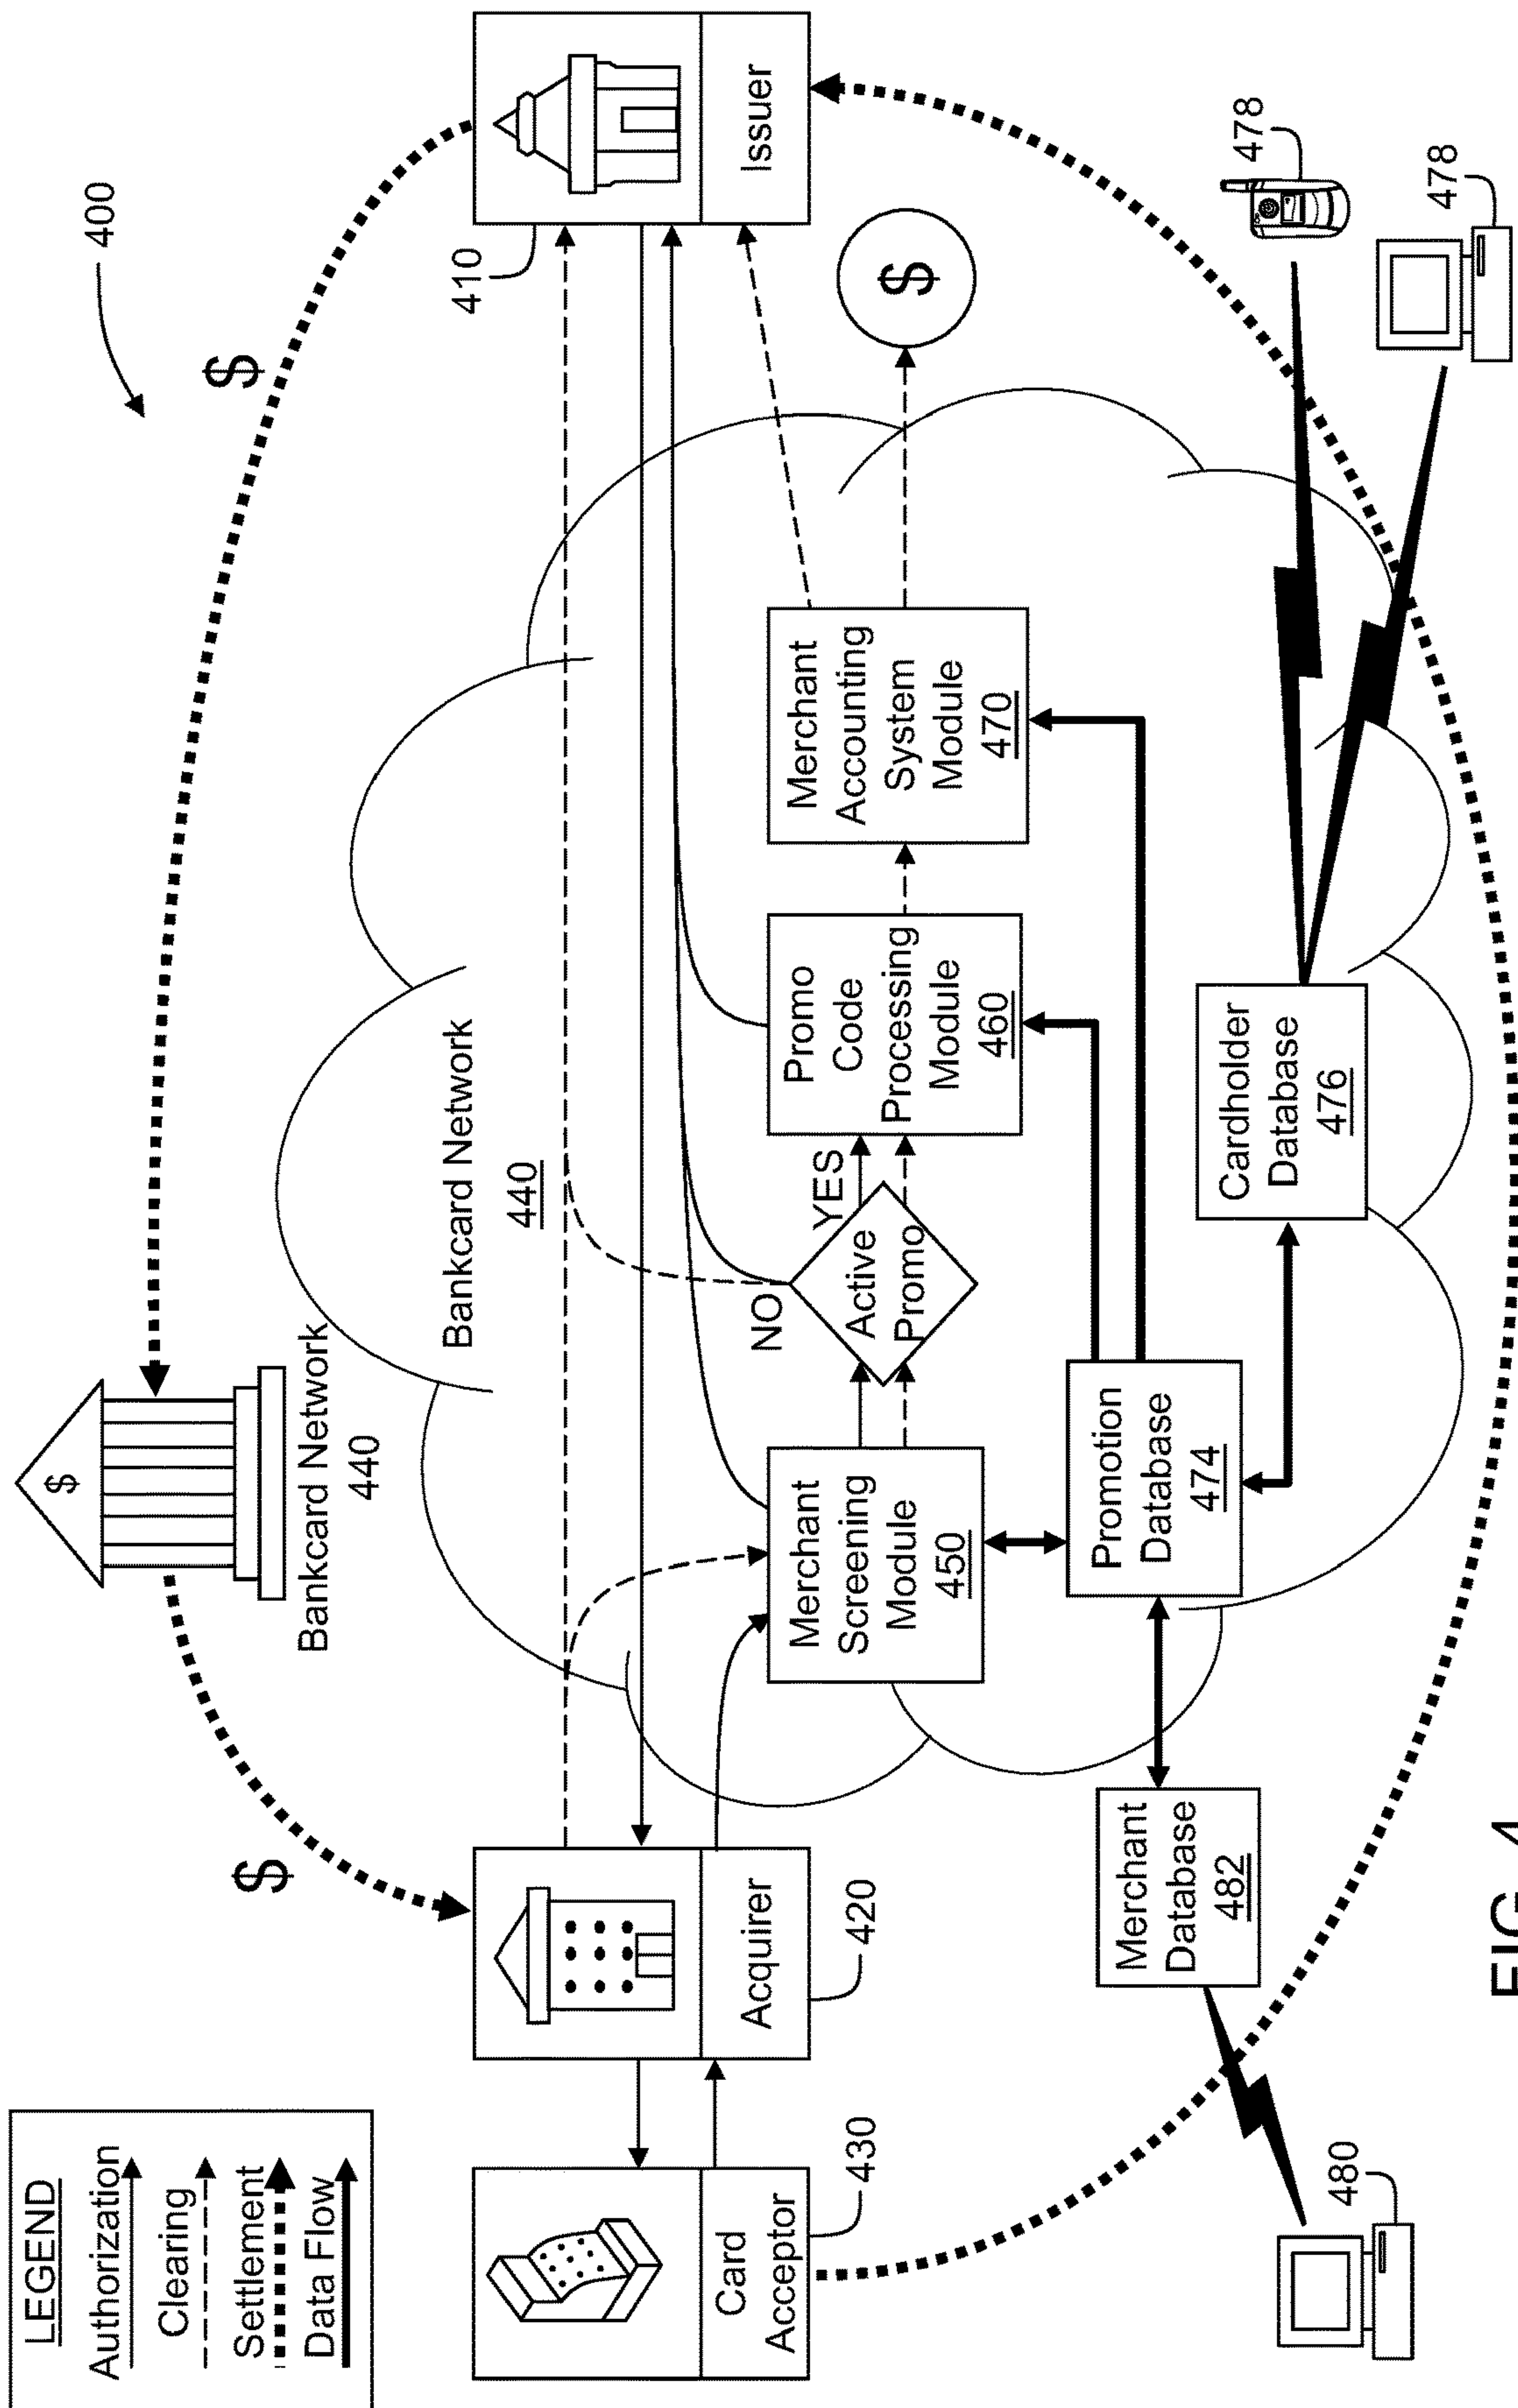 LEGEND
Authorization
Clearing
Settlement
Data Flow
400
$
$
$
Bankcard Network
440
Card
Acceptor
430
Acquirer
420
410
Issuer
Bankcard Network
440
Merchant
Screening
Module
450
Active
Promo
NO
YES
Promo
Code
Processing
Module
460
Merchant
Accounting
System
Module
470
$
Promotion
Database
474
Cardholder
Database
476
478
478
Merchant
Database
482
480
FIG. 4